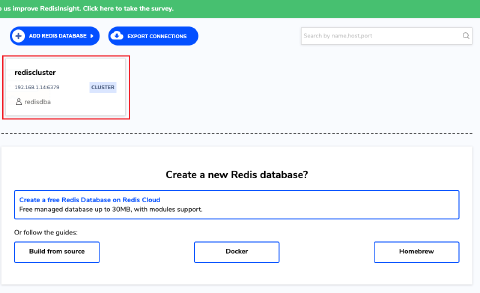 us improve RedisInsight. Click here to take the survey.
ADD REDIS DATABASE
EXPORT CONNECTIONS
Search by name,host,port
rediscluster
192.168.1.14:6379
CLUSTER
redisdba
Create a new Redis database?
Create a free Redis Database on Redis Cloud
Free managed database up to 30MB, with modules support.
Or follow the guides:
Build from source
Docker
Homebrew